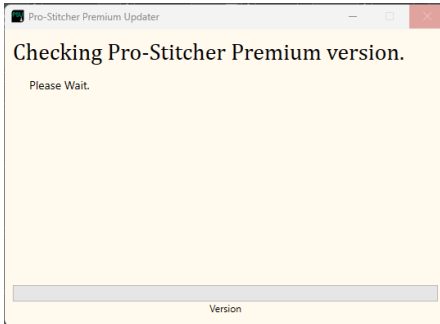 Pro-Stitcher Premium Updater
Checking Pro-Stitcher Premium version.
Please Wait.
Version